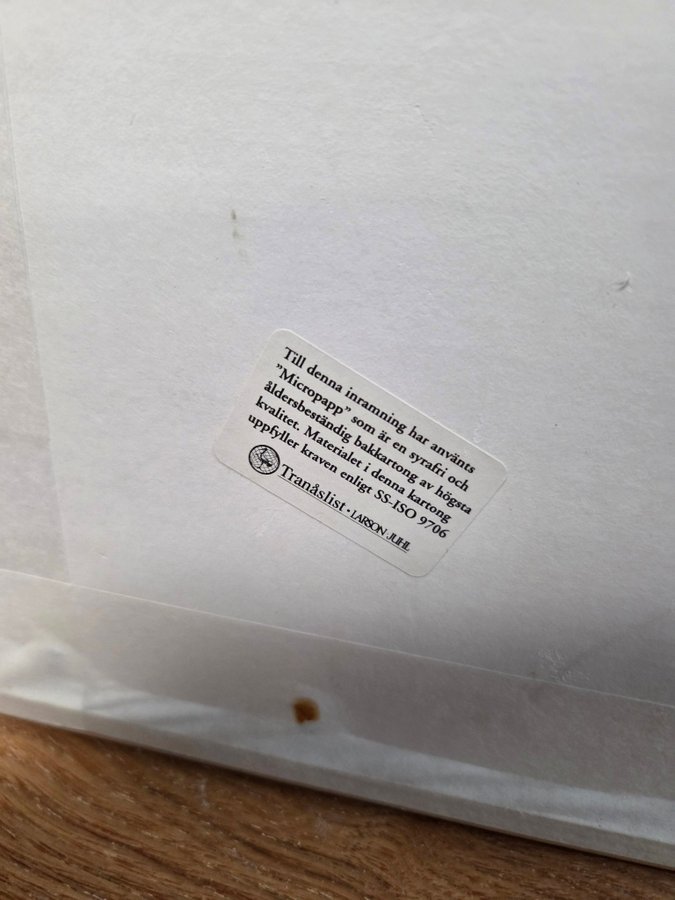 Till denna inramning har använts
"Micropapp" som är en syrafri och
åldersbeständig bakkartong av högsta
kvalitet. Materialet i denna kartong
uppfyller kraven enligt SS-ISO 9706
Tranåslist • LARSON JUHL